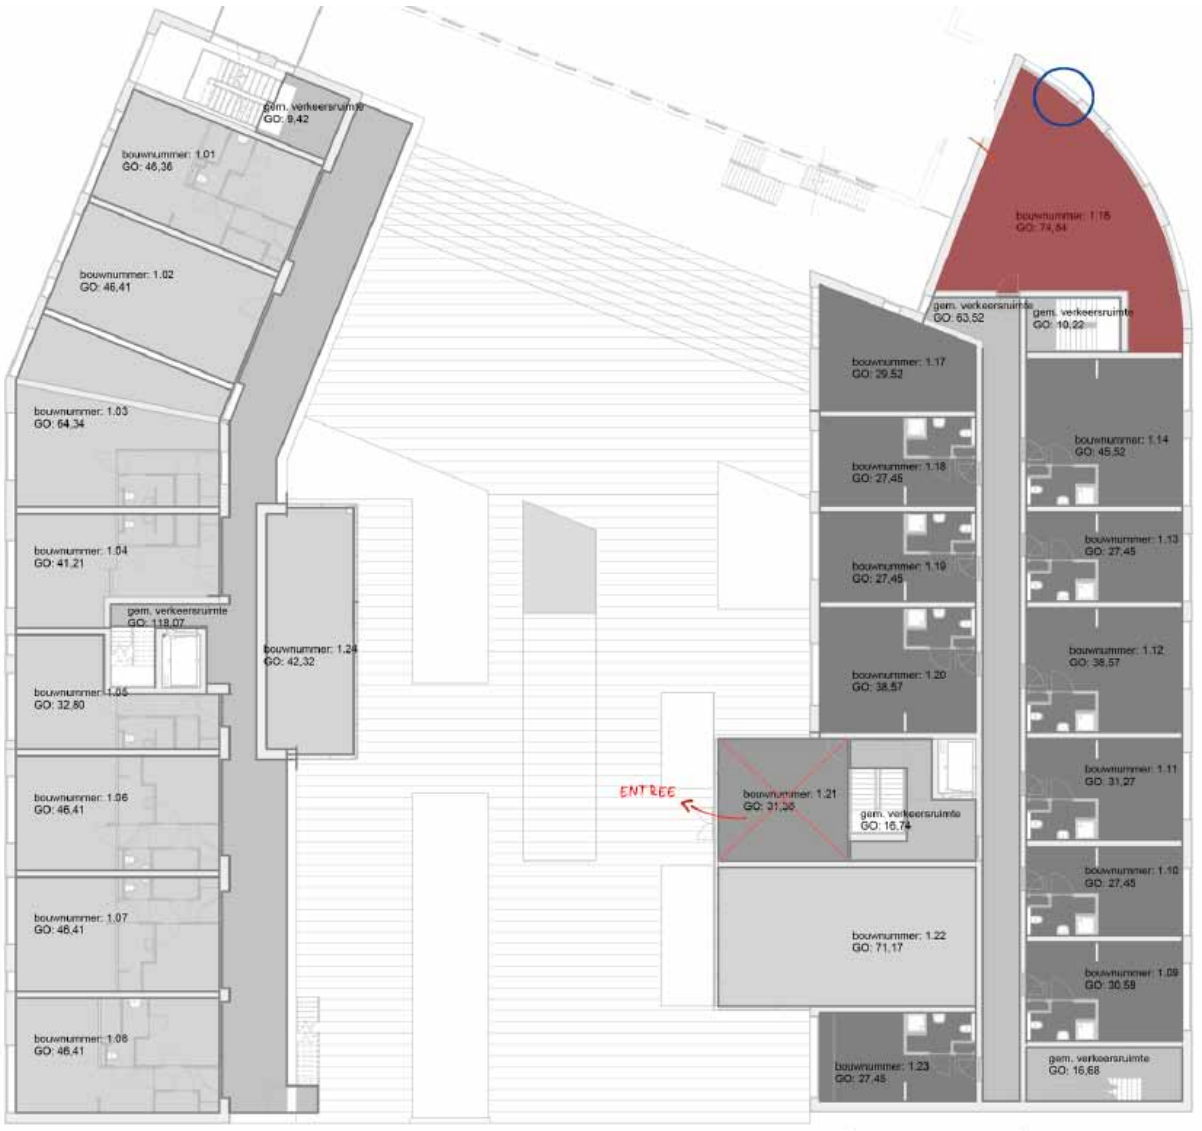 gem. verkeersruimte
GO: 9,42
bouwnummer: 1.01
GO: 46,36
bouwnummer: 1.02
GO: 46,41
bouwnummer: 1.03
GO: 64,34
bouwnummer: 1.04
GO: 41,21
gem. verkeersruimte
GO: 118,07
bouwnummer: 1.05
GO: 32,80
bouwnummer: 1.06
GO: 46,41
bouwnummer: 1.07
GO: 46,41
bouwnummer: 1.08
GO: 46,41
bouwnummer: 1.24
GO: 42,32
bouwnummer: 1.16
GO: 74,84
gem. verkeersruimte
GO: 63,52
gem. verkeersruimte
GO: 10,22
bouwnummer: 1.17
GO: 29,52
bouwnummer: 1.18
GO: 27,45
bouwnummer: 1.19
GO: 27,45
bouwnummer: 1.20
GO: 38,57
ENTREE
bouwnummer: 1.21
GO: 31,36
gem. verkeersruimte
GO: 16,74
bouwnummer: 1.22
GO: 71,17
bouwnummer: 1.23
GO: 27,45
bouwnummer: 1.14
GO: 45,52
bouwnummer: 1.13
GO: 27,45
bouwnummer: 1.12
GO: 38,57
bouwnummer: 1.11
GO: 31,27
bouwnummer: 1.10
GO: 27,45
bouwnummer: 1.09
GO: 30,58
gem. verkeersruimte
GO: 16,68